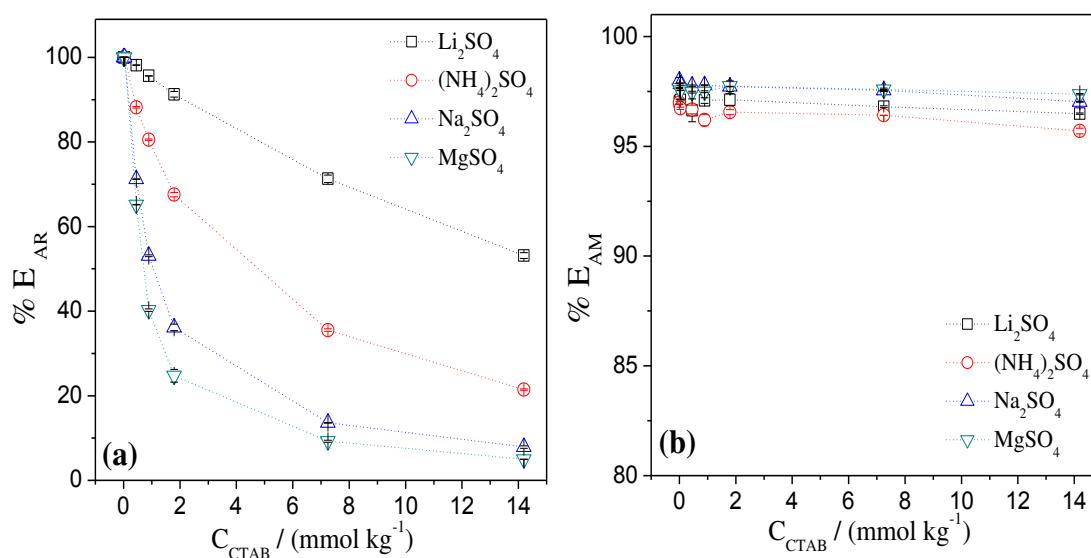 100
80
60
40
20
0
% E AR
Li₂SO₄
(NH₄)₂SO₄
Na₂SO₄
MgSO₄
(a)
0 2 4 6 8 10 12 14
C_CTAB / (mmol kg⁻¹)
100
95
90
85
80
% E_AM
Li₂SO₄
(NH₄)₂SO₄
Na₂SO₄
MgSO₄
(b)
0 2 4 6 8 10 12 14
C_CTAB / (mmol kg⁻¹)